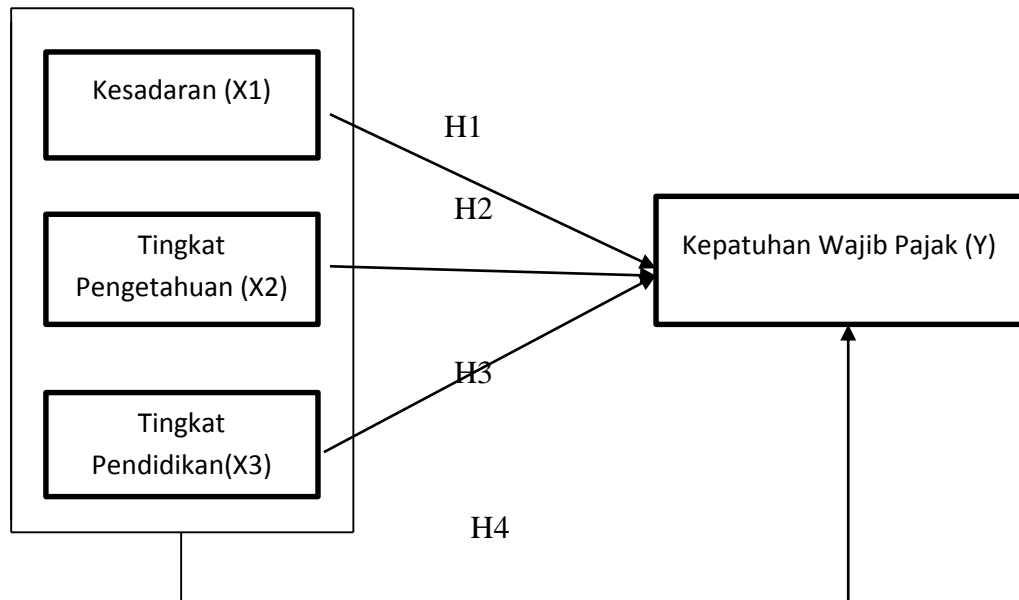 Kesadaran (X1)
H1
H2
Tingkat
Pengetahuan (X2)
Kepatuhan Wajib Pajak (Y)
H3
Tingkat
Pendidikan(X3)
H4